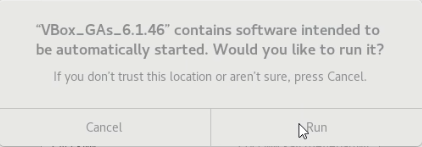 “VBox_GAs_6.1.46” contains software intended to
be automatically started. Would you like to run it?
If you don't trust this location or aren't sure, press Cancel.
Cancel
Run